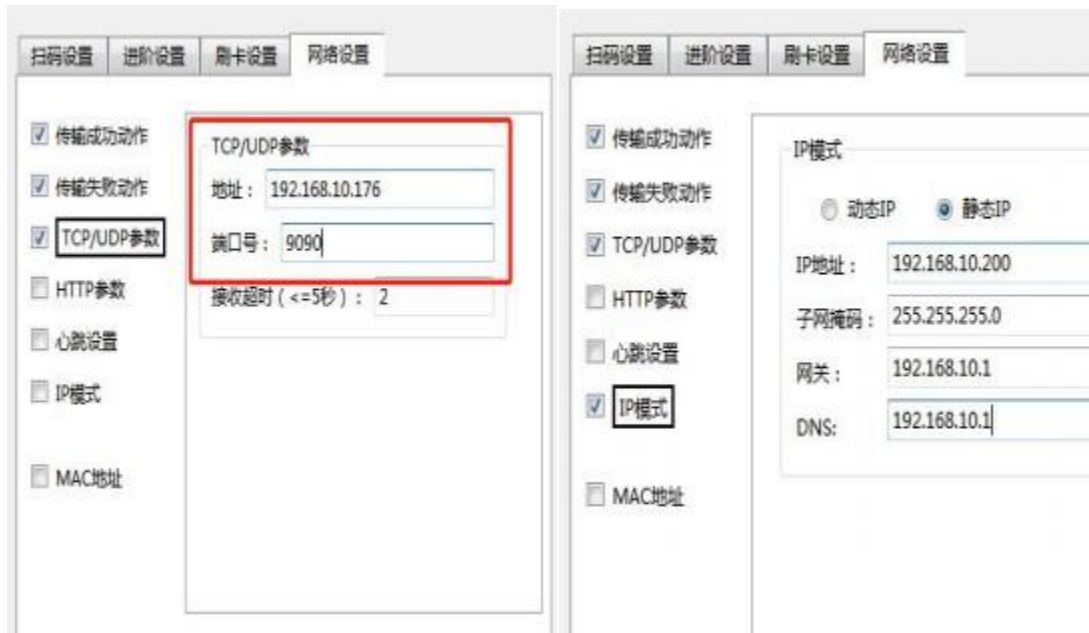 扫码设置 进阶设置 刷卡设置 网络设置
传输成功动作
传输失败动作
TCP/UDP参数
HTTP参数
心跳设置
IP模式
MAC地址
TCP/UDP参数
地址： 192.168.10.176
端口号： 9090
接收超时（<=5秒）： 2
扫码设置 进阶设置 刷卡设置 网络设置
传输成功动作
传输失败动作
TCP/UDP参数
HTTP参数
心跳设置
IP模式
MAC地址
IP模式
动态IP 静态IP
IP地址： 192.168.10.200
子网掩码： 255.255.255.0
网关： 192.168.10.1
DNS: 192.168.10.1